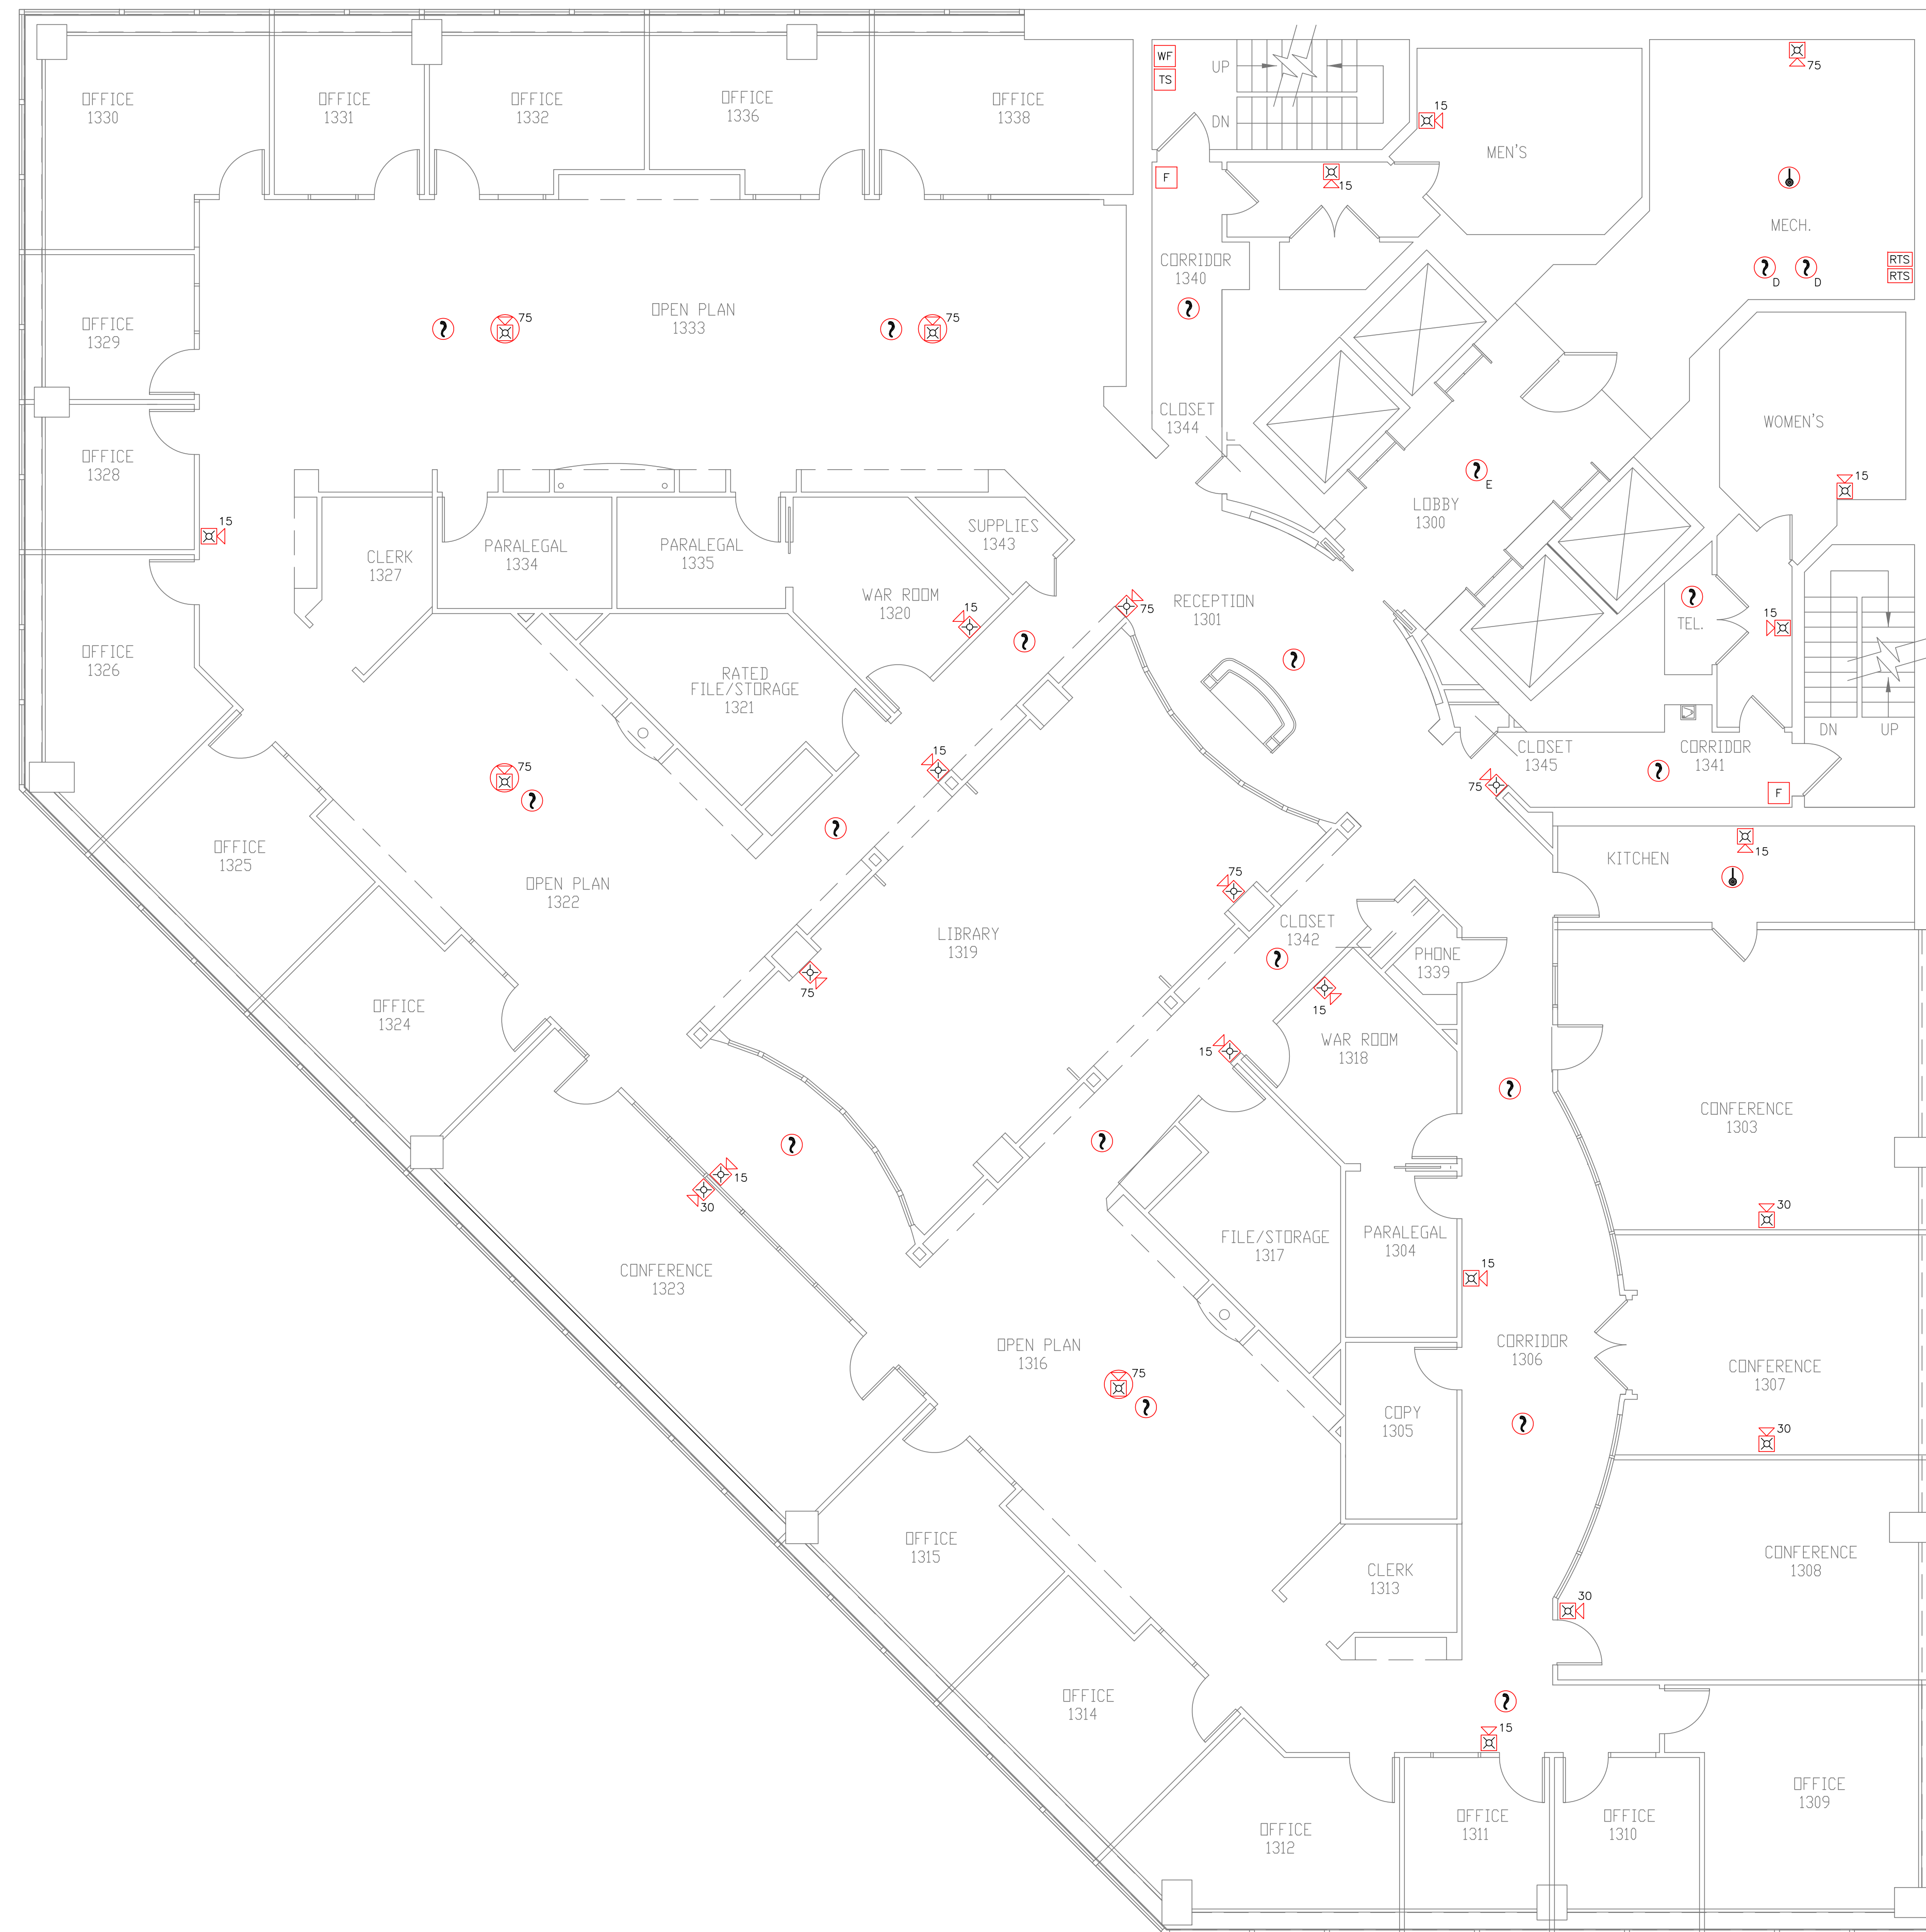 WF
TS
UP
75
OFFICE
1330
OFFICE
1331
OFFICE
1332
OFFICE
1336
OFFICE
1338
DN
15
MEN'S
F
15
MECH.
CORRIDOR
1340
D
D
RTS
RTS
OFFICE
1329
75
OPEN PLAN
1333
75
CLOSET
1344
WOMEN'S
OFFICE
1328
E
LOBBY
1300
15
15
CLERK
1327
PARALEGAL
1334
PARALEGAL
1335
SUPPLIES
1343
WAR ROOM
1320
15
75
RECEPTION
1301
TEL.
15
OFFICE
1326
RATED
FILE/STORAGE
1321
DN
UP
75
15
CLOSET
1345
CORRIDOR
1341
75
F
OFFICE
1325
KITCHEN
15
OPEN PLAN
1322
75
LIBRARY
1319
CLOSET
1342
PHONE
1339
75
OFFICE
1324
15
WAR ROOM
1318
15
CONFERENCE
1303
15
30
30
FILE/STORAGE
1317
PARALEGAL
1304
15
CONFERENCE
1323
OPEN PLAN
1316
75
CORRIDOR
1306
CONFERENCE
1307
30
COPY
1305
OFFICE
1315
CLERK
1313
CONFERENCE
1308
30
OFFICE
1314
15
OFFICE
1312
OFFICE
1311
OFFICE
1310
OFFICE
1309